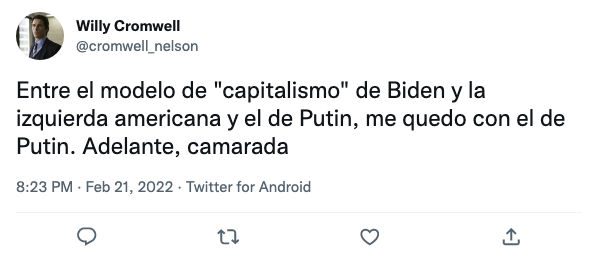 Willy Cromwell
@cromwell_nelson
Entre el modelo de "capitalismo" de Biden y la
izquierda americana y el de Putin, me quedo con el de
Putin. Adelante, camarada
8:23 PM · Feb 21, 2022 · Twitter for Android